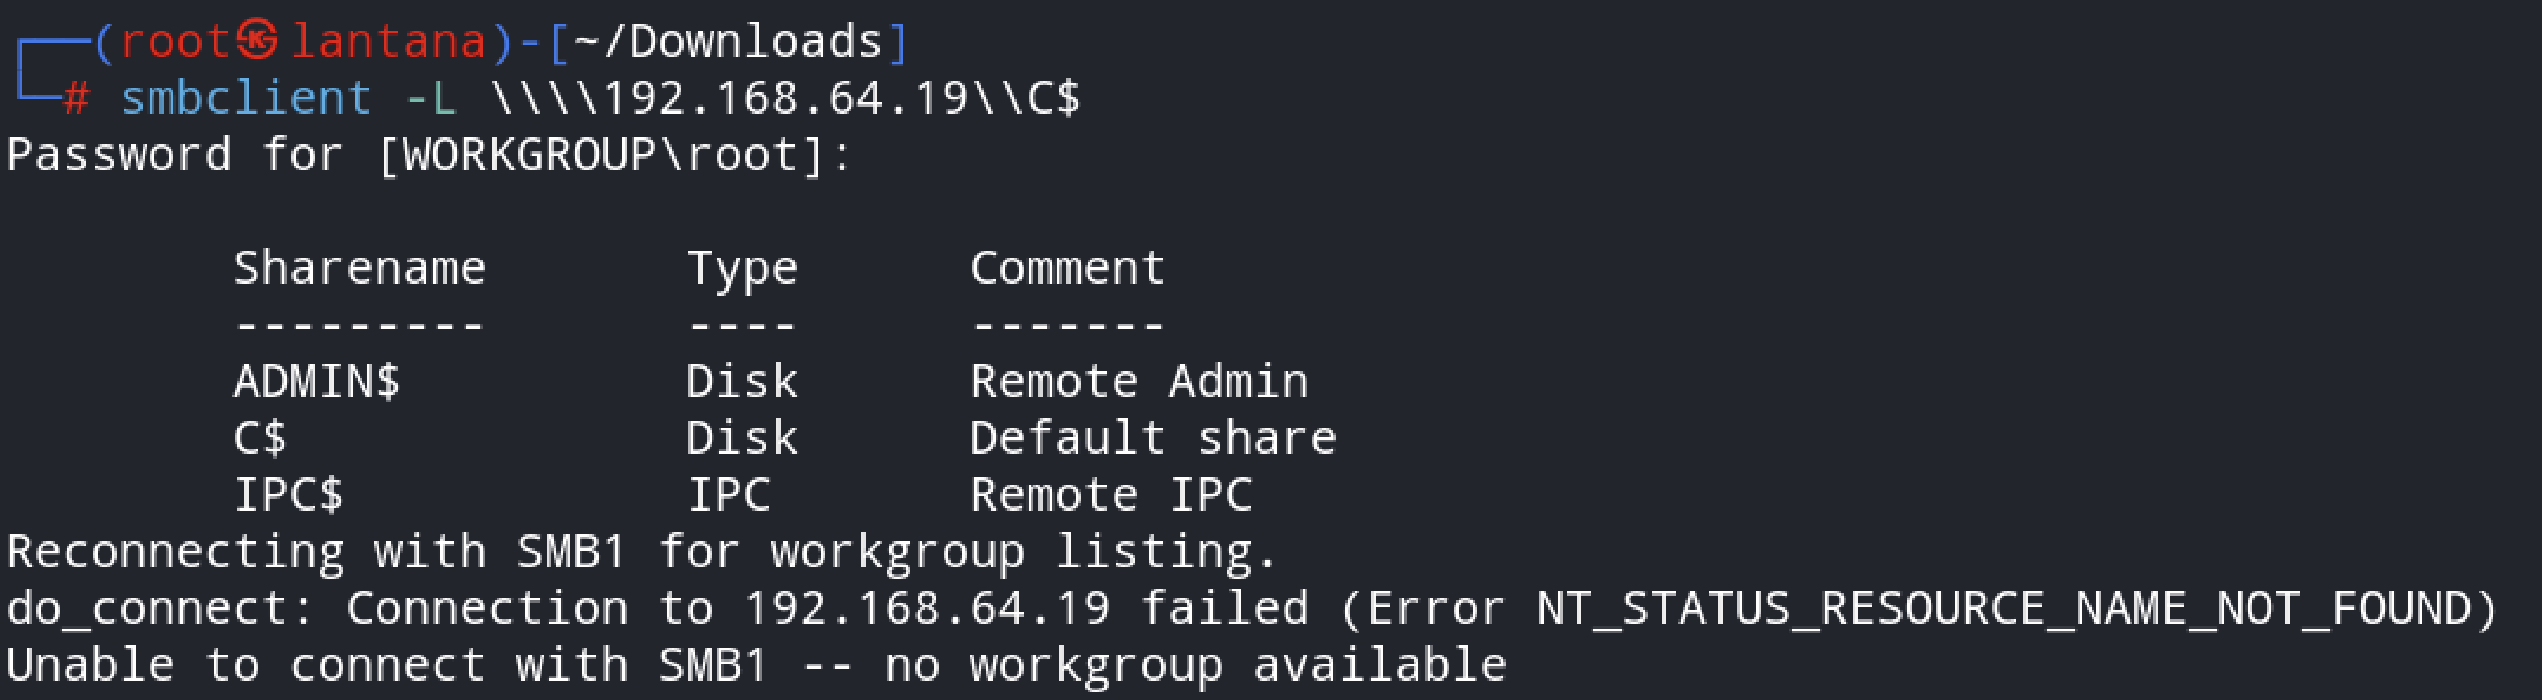 ┌──(root㉿lantana)-[~/Downloads]
└─# smbclient -L \\\\192.168.64.19\\C$
Password for [WORKGROUP\root]:
Sharename Type Comment
--------- ---- -------
ADMIN$ Disk Remote Admin
C$ Disk Default share
IPC$ IPC Remote IPC
Reconnecting with SMB1 for workgroup listing.
do_connect: Connection to 192.168.64.19 failed (Error NT_STATUS_RESOURCE_NAME_NOT_FOUND)
Unable to connect with SMB1 -- no workgroup available